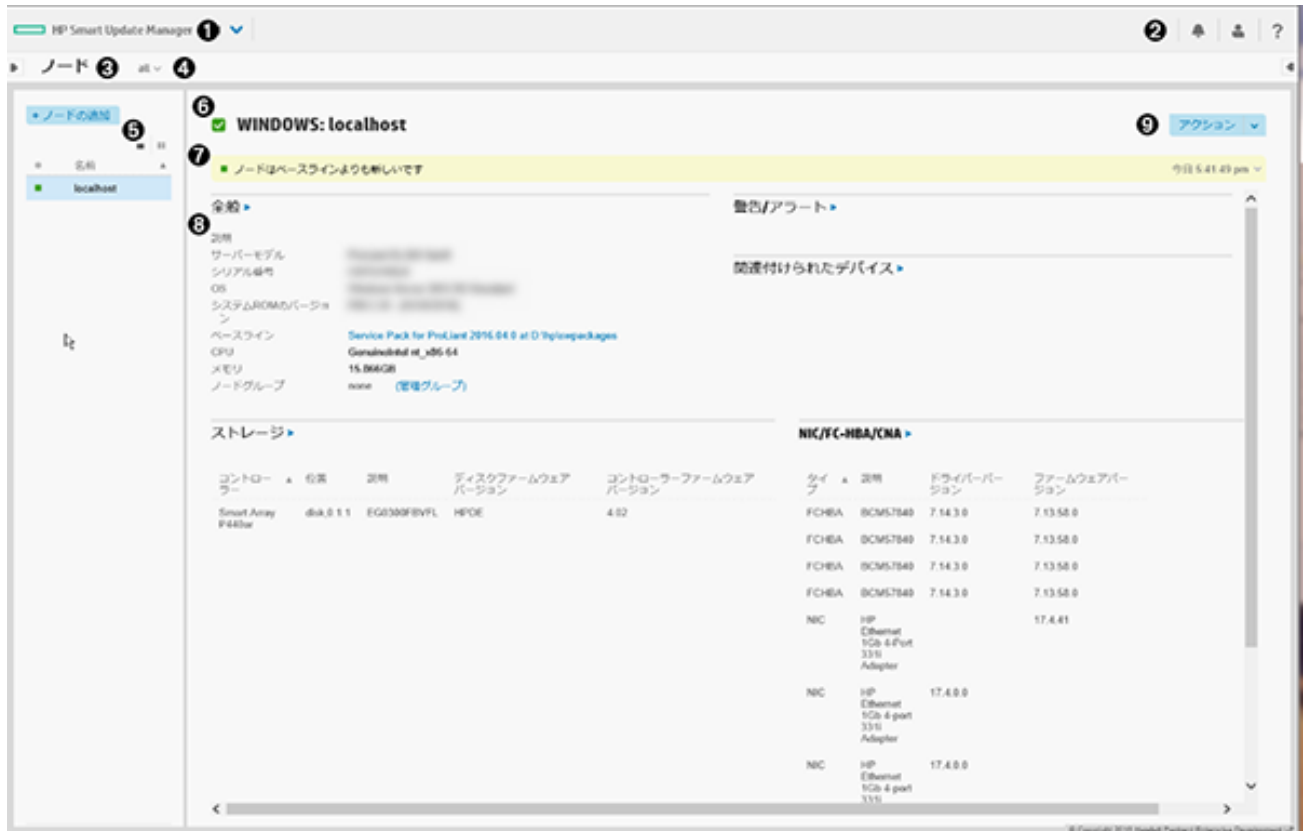 HP Smart Update Manager ❶
❷ ?
ノード ❸ all ❹
ノードの追加
❺
名前
localhost
❻ WINDOWS: localhost
❾ アクション
❼ ノードはベースラインよりも新しいです 今日 5:41:49 pm
全般
❽
説明
サーバーモデル
シリアル番号
OS
システムROMのバージョン
ベースライン Service Pack for ProLiant 2016.04.0 at D:\hp\swpackages
CPU GenuineIntel nt_x86-64
メモリ 15.866GB
ノードグループ none (管理グループ)
警告/アラート
関連付けられたデバイス
ストレージ
コントローラー 位置 説明 ディスクファームウェアバージョン コントローラーファームウェアバージョン
Smart Array P440ar disk,0.1.1 EG0300FBVFL HPDE 4.02
NIC/FC-HBA/CNA
タイプ 説明 ドライババージョン ファームウェアバージョン
FCHBA BCM57840 7.14.3.0 7.13.58.0
FCHBA BCM57840 7.14.3.0 7.13.58.0
FCHBA BCM57840 7.14.3.0 7.13.58.0
FCHBA BCM57840 7.14.3.0 7.13.58.0
NIC HP Ethernet 1Gb 4-Port 331i Adapter 17.4.41
NIC HP Ethernet 1Gb 4-port 331i Adapter 17.4.0.0
NIC HP Ethernet 1Gb 4-port 331i 17.4.0.0